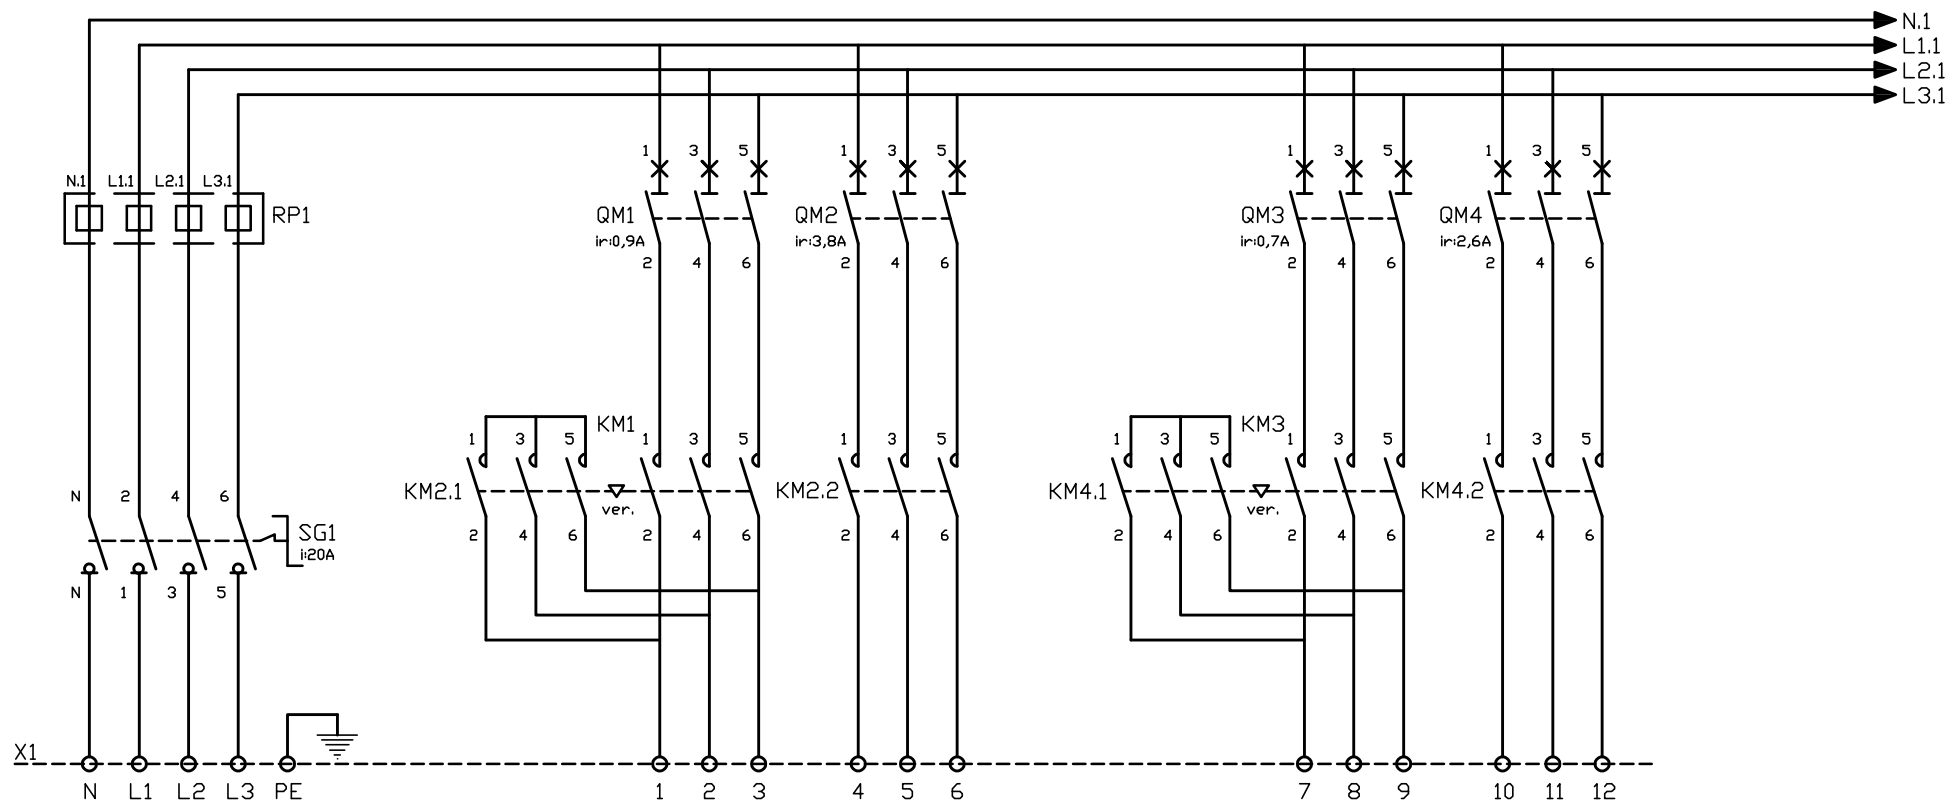 N.1
L1.1
L2.1
L3.1
1 3 5 1 3 5 1 3 5 1 3 5
N.1 L1.1 L2.1 L3.1
RP1 QM1 QM2 QM3 QM4
ir:0,9A ir:3,8A ir:0,7A ir:2,6A
2 4 6 2 4 6 2 4 6 2 4 6
KM1 KM3
1 3 5 1 3 5 1 3 5 1 3 5 1 3 5 1 3 5
KM2.1 KM2.2 KM4.1 KM4.2
N 2 4 6
ver. ver.
SG1
2 4 6 2 4 6 2 4 6 2 4 6 2 4 6 2 4 6
i:20A
N 1 3 5
X1
N L1 L2 L3 PE 1 2 3 4 5 6 7 8 9 10 11 12